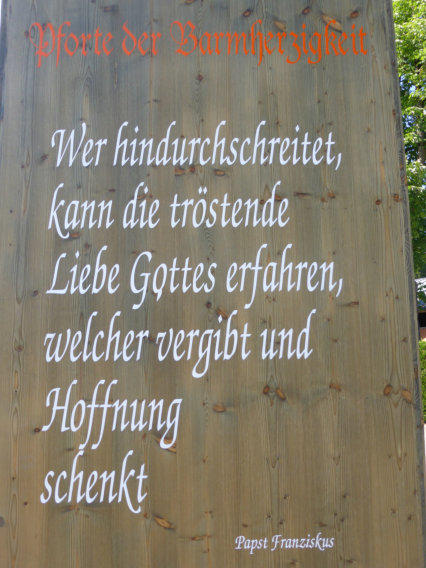 Pforte der Barmherzigkeit
Wer hindurchschreitet,
kann die tröstende
Liebe Gottes erfahren,
welcher vergibt und
Hoffnung
schenkt
Papst Franziskus